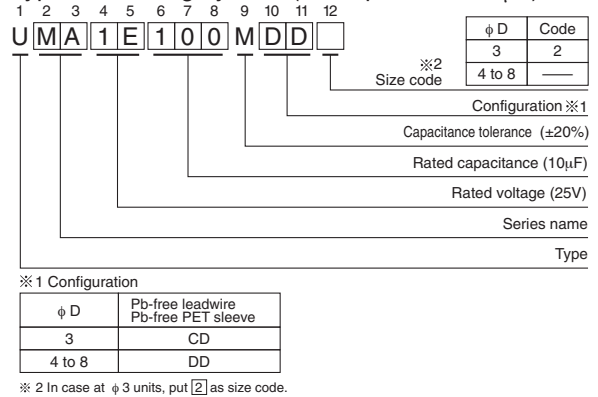 1 2 3 4 5 6 7 8 9 10 11 12
U M A 1 E 1 0 0 M D D
φ D Code
3 2
4 to 8 ——
※2
Size code
Configuration ※1
Capacitance tolerance (±20%)
Rated capacitance (10µF)
Rated voltage (25V)
Series name
Type
※1 Configuration
φ D Pb-free leadwire
Pb-free PET sleeve
3 CD
4 to 8 DD
※ 2 In case at φ 3 units, put 2 as size code.